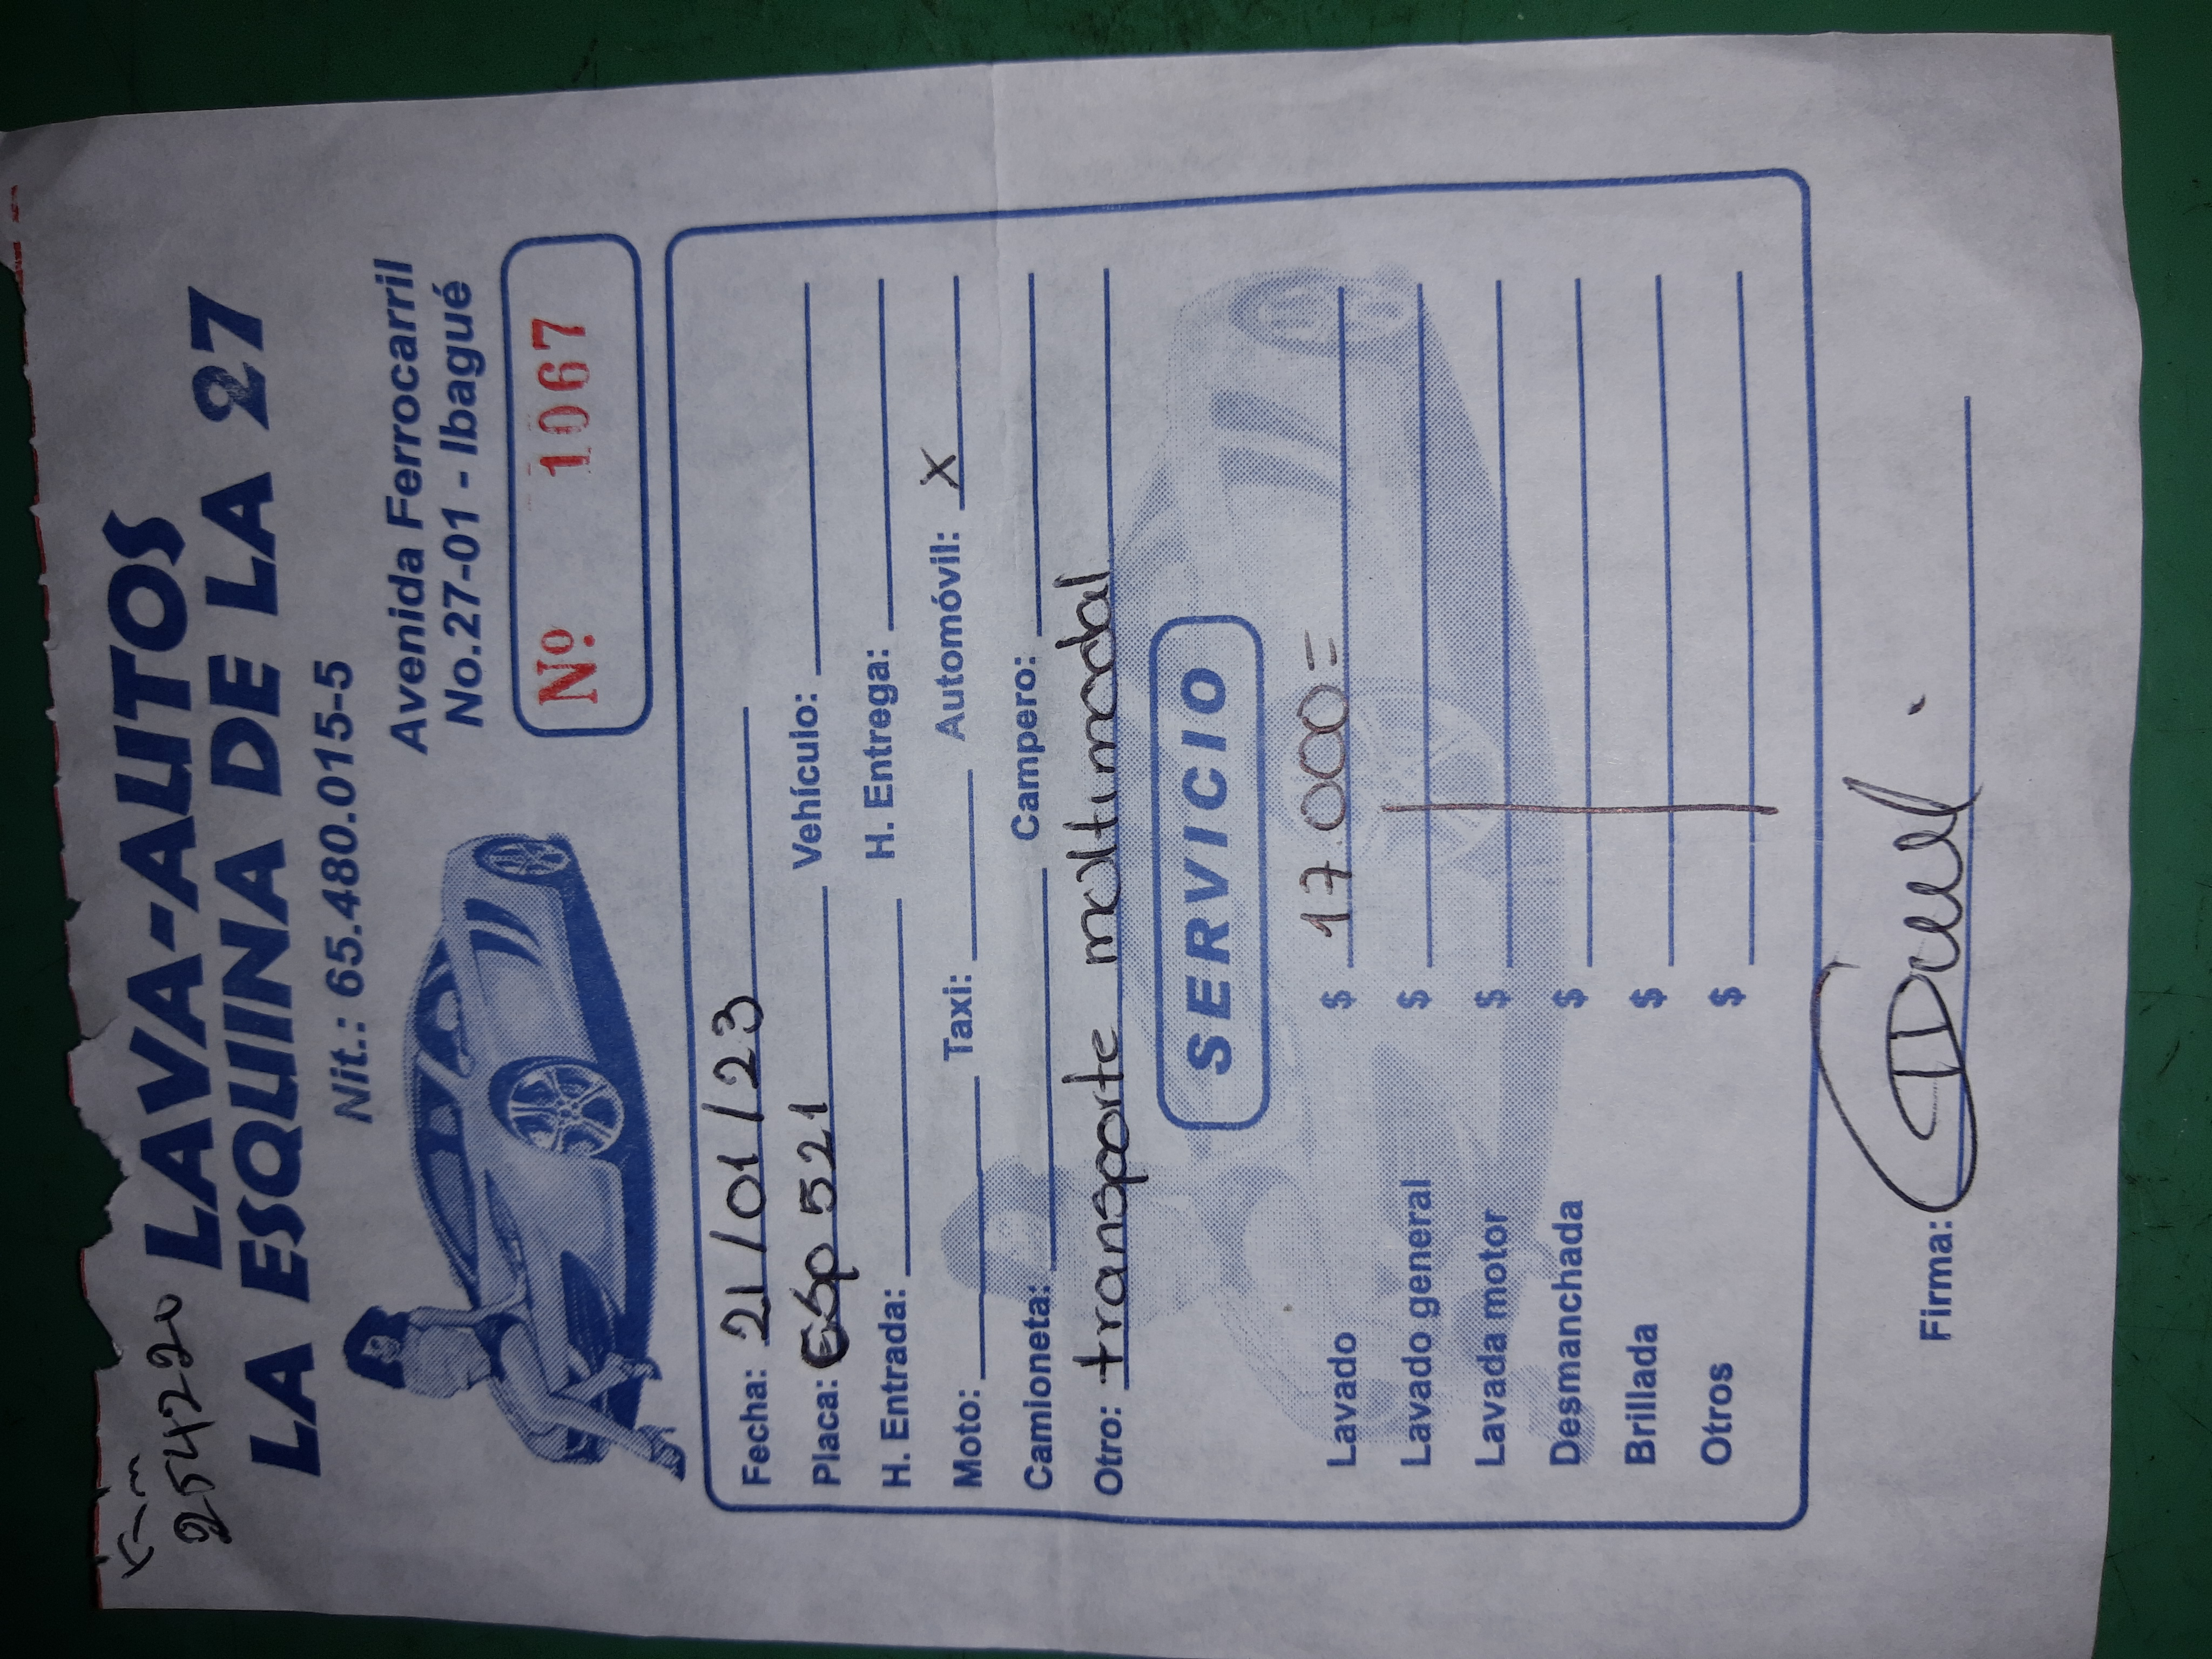 Km
254220
LAVA-AUTOS
LA ESQUINA DE LA 27
Nit.: 65.480.015-5
Avenida Ferrocarril
No.27-01 - Ibagué
Nº. 1067
Fecha: 21/01/23
Placa: ESP 521 Vehículo:
H. Entrada: H. Entrega:
Moto: Taxi: Automóvil: X
Camioneta: Campero:
Otro: transporte multimodal
SERVICIO
Lavado $ 17.000=
Lavado general $
Lavada motor $
Desmanchada $
Brillada $
Otros $
Firma: